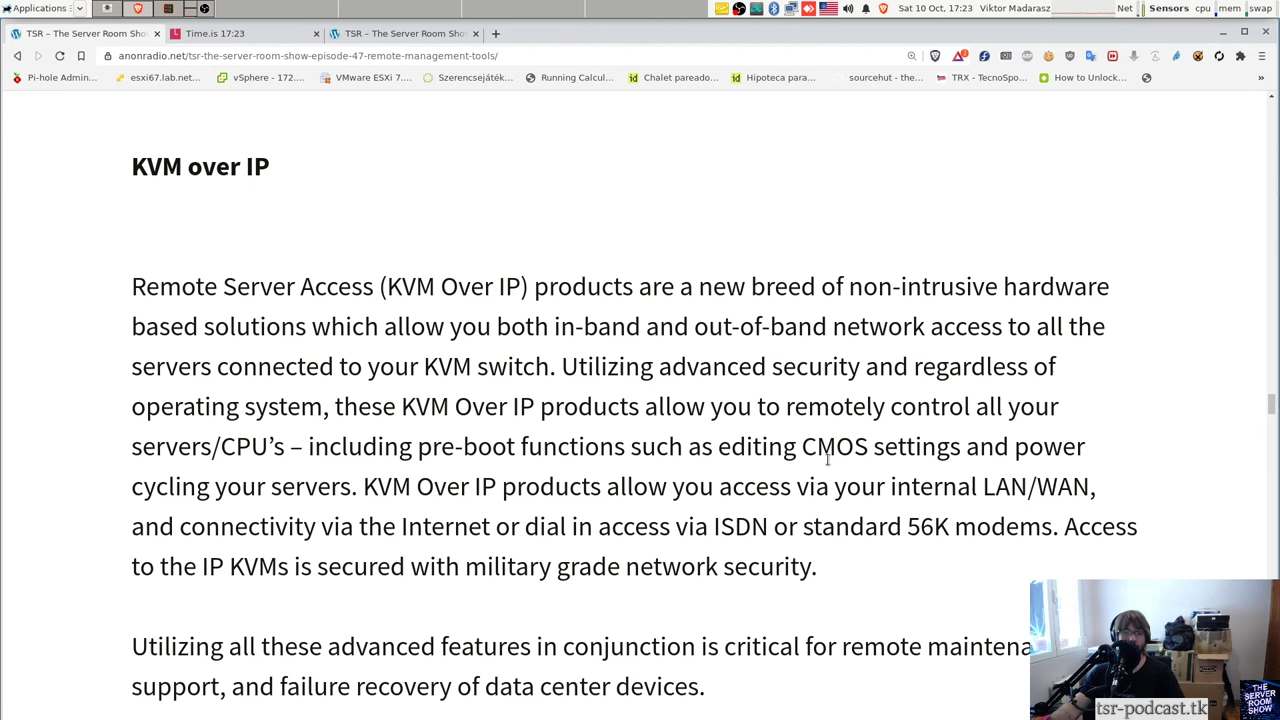 Applications
Sat 10 Oct, 17:23 Viktor Madarasz
Net Sensors cpu mem swap
TSR – The Server Room Sho × Time.is 17:23 × TSR – The Server Room Sho × +
anonradio.net/tsr-the-server-room-show-episode-47-remote-management-tools/
Pi-hole Admin... esxi67.lab.net... vSphere - 172.... VMware ESXi 7.... Szerencsejáték... Running Calcul... Chalet pareado... Hipoteca para... sourcehut - the... TRX - TecnoSpo... How to Unlock... »
KVM over IP
Remote Server Access (KVM Over IP) products are a new breed of non-intrusive hardware
based solutions which allow you both in-band and out-of-band network access to all the
servers connected to your KVM switch. Utilizing advanced security and regardless of
operating system, these KVM Over IP products allow you to remotely control all your
servers/CPU’s – including pre-boot functions such as editing CMOS settings and power
cycling your servers. KVM Over IP products allow you access via your internal LAN/WAN,
and connectivity via the Internet or dial in access via ISDN or standard 56K modems. Access
to the IP KVMs is secured with military grade network security.
Utilizing all these advanced features in conjunction is critical for remote maintena
support, and failure recovery of data center devices.
THE
SERVER
ROOM
SHOW
tsr-podcast.tk